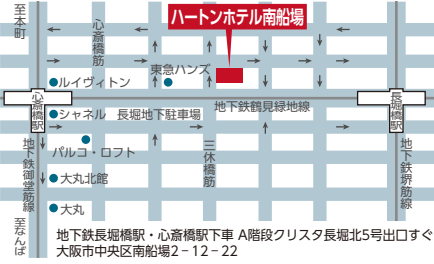 至本町
心斎橋筋
ハートンホテル南船場
東急ハンズ
ルイヴィトン
地下鉄鶴見緑地線
心斎橋駅
長堀橋駅
シャネル
長堀地下駐車場
パルコ・ロフト
三休橋筋
地下鉄御堂筋線
地下鉄堺筋線
大丸北館
大丸
至なんば
地下鉄長堀橋駅・心斎橋駅下車 A階段クリスタ長堀北5号出口すぐ
大阪市中央区南船場2−12−22